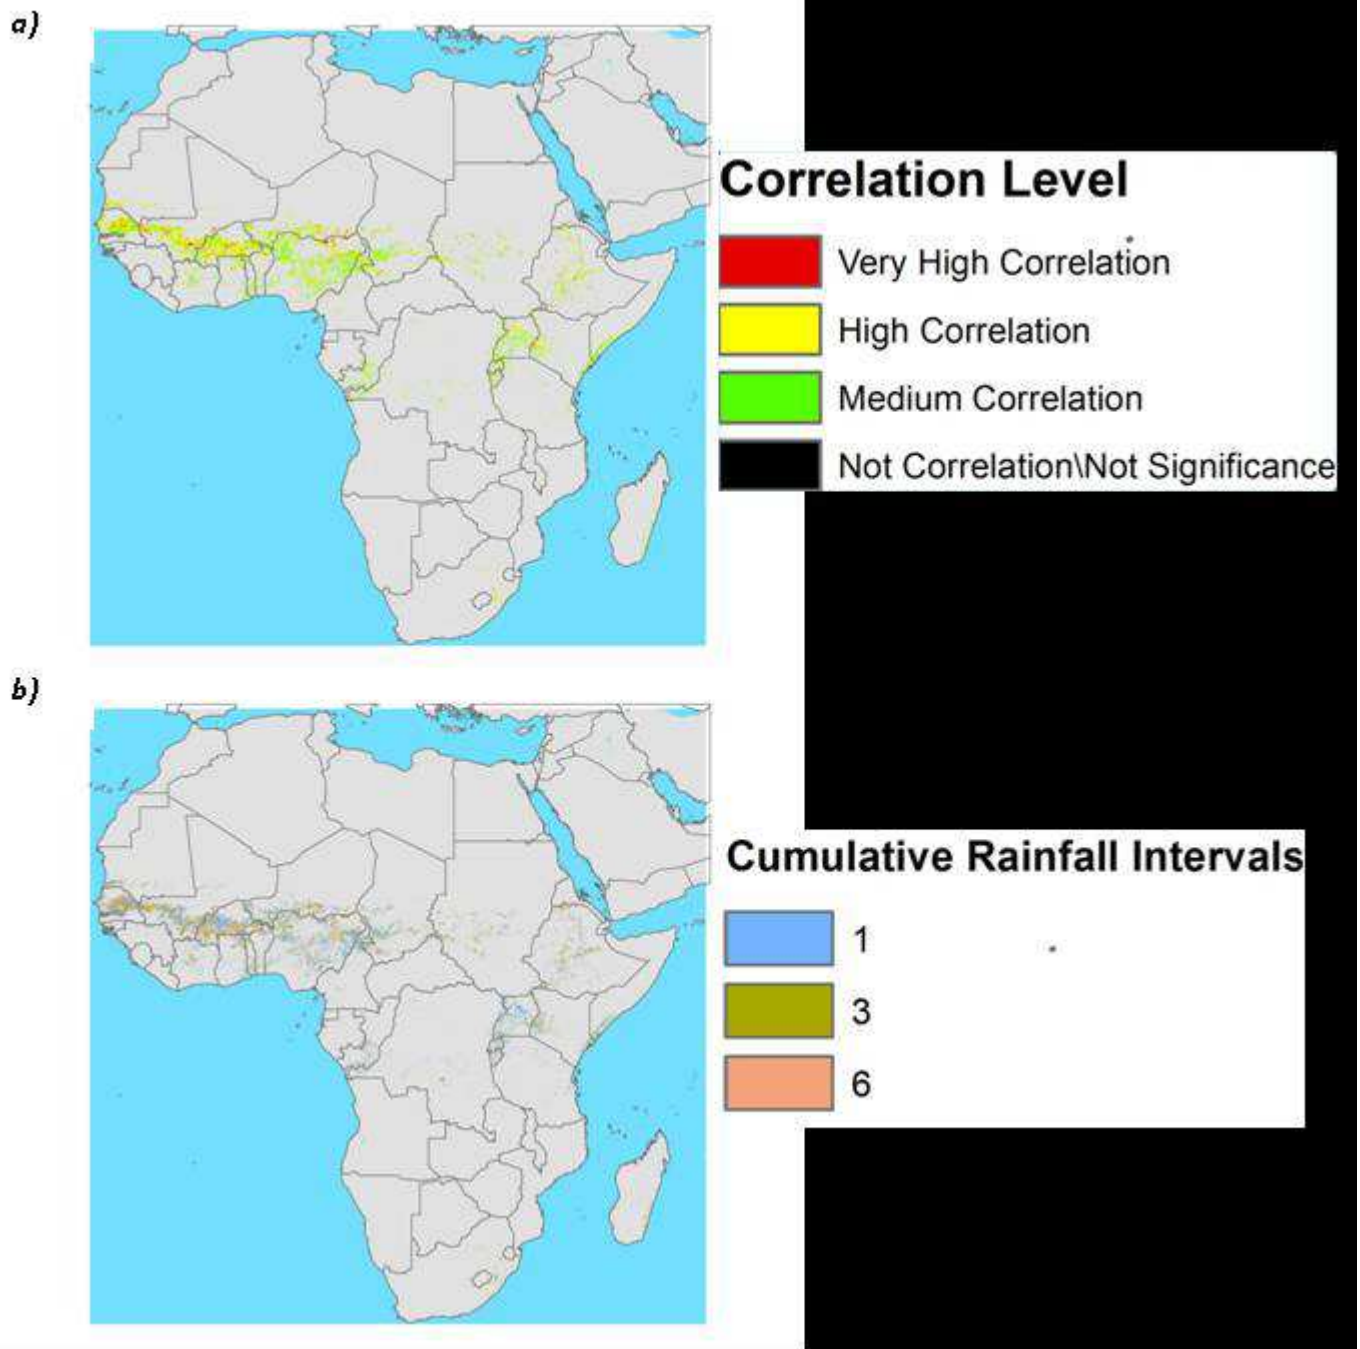 a)
Correlation Level
Very High Correlation
High Correlation
Medium Correlation
Not Correlation\Not Significance
b)
Cumulative Rainfall Intervals
1
3
6